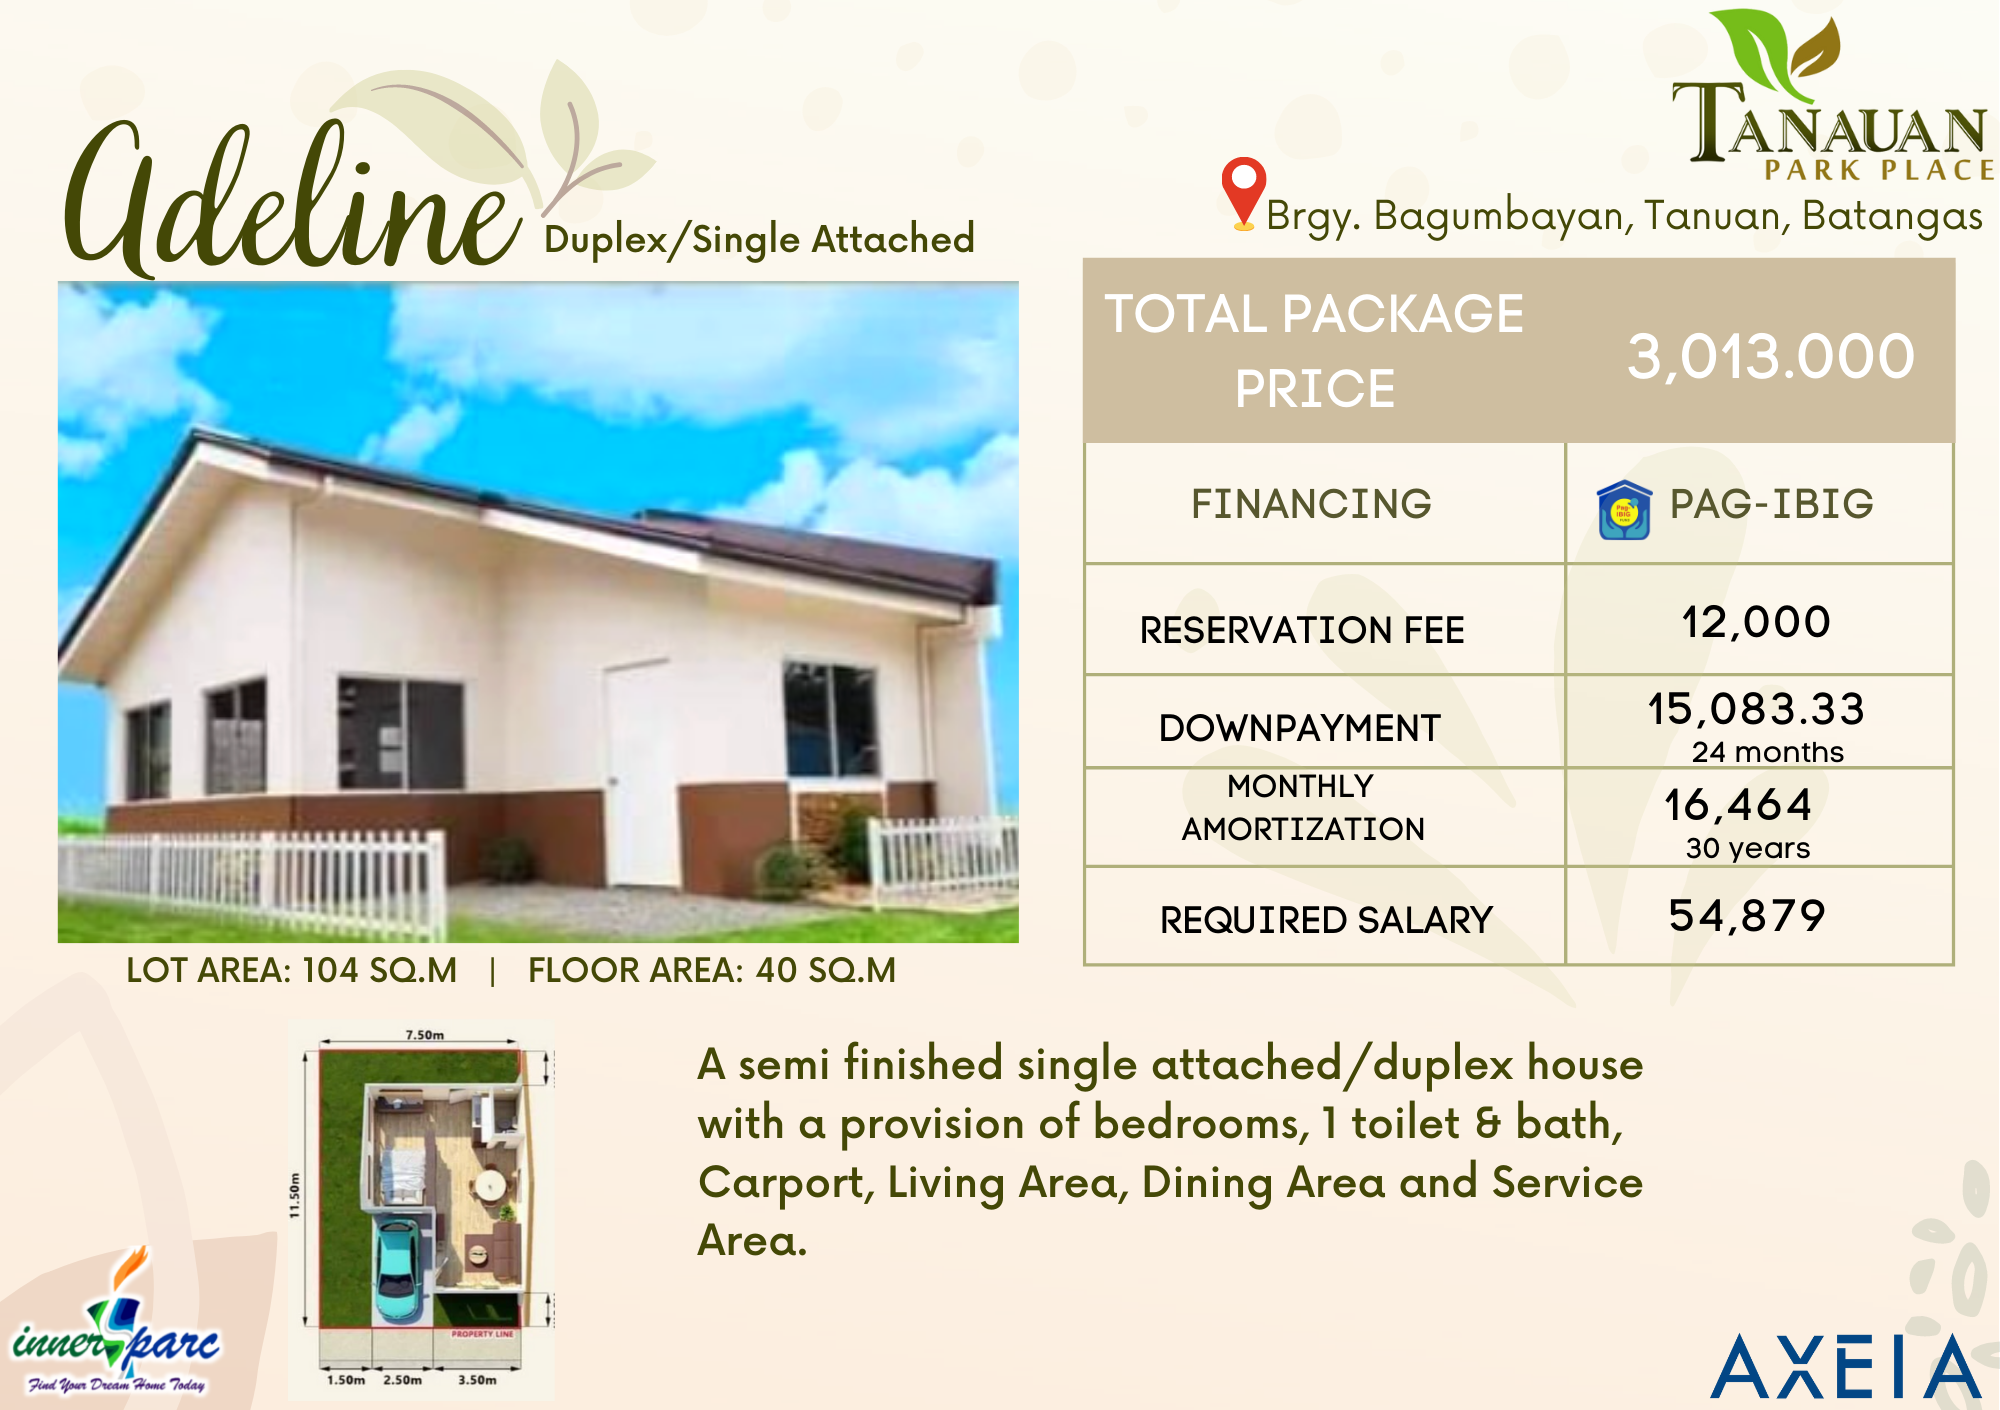 Adeline
Duplex/Single Attached
TANAUAN
PARK PLACE
Brgy. Bagumbayan, Tanuan, Batangas
TOTAL PACKAGE
PRICE
3,013.000
FINANCING
Pag-
IBIG
PAG-IBIG
RESERVATION FEE
12,000
DOWNPAYMENT
15,083.33
24 months
MONTHLY
AMORTIZATION
16,464
30 years
REQUIRED SALARY
54,879
LOT AREA: 104 SQ.M | FLOOR AREA: 40 SQ.M
7.50m
11.50m
PROPERTY LINE
1.50m 2.50m 3.50m
A semi finished single attached/duplex house
with a provision of bedrooms, 1 toilet & bath,
Carport, Living Area, Dining Area and Service
Area.
innersparc
Find Your Dream Home Today
AXEIA